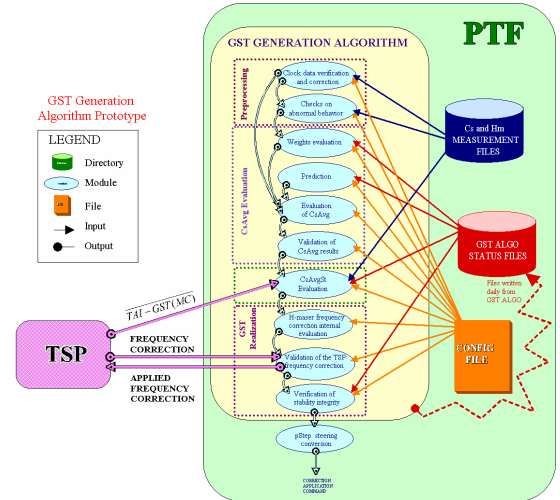 PTF
GST GENERATION ALGORITHM
GST Generation
Algorithm Prototype
LEGEND
Directory
Module
File
Input
Output
Preprocessing
Clock data verification
and correction
Checks on
abnormal behavior
CsAvg Evaluation
Weights evaluation
Prediction
Evaluation
of CsAvg
Validation of
CsAvg results
CsAvgSt
Evaluation
GST
Realization
H-maser frequency
correction internal
evaluation
Validation of the TSP
frequency correction
Verification of
stability integrity
pStep steering
conversion
CORRECTION
APPLICATION
COMMAND
Cs and Hm
MEASUREMENT
FILES
GST ALGO
STATUS FILES
Files written
daily from
GST ALGO
CONFIG
FILE
TAI - GST(MC)
TSP
FREQUENCY
CORRECTION
APPLIED
FREQUENCY
CORRECTION